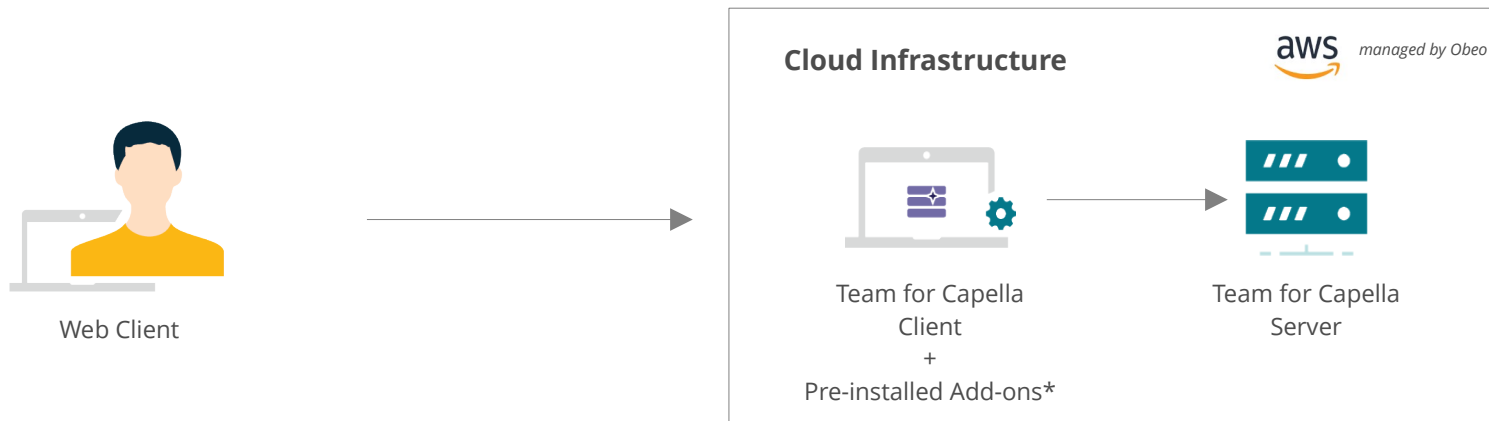 Cloud Infrastructure
aws
managed by Obeo
Web Client
Team for Capella
Client
+
Pre-installed Add-ons*
Team for Capella
Server